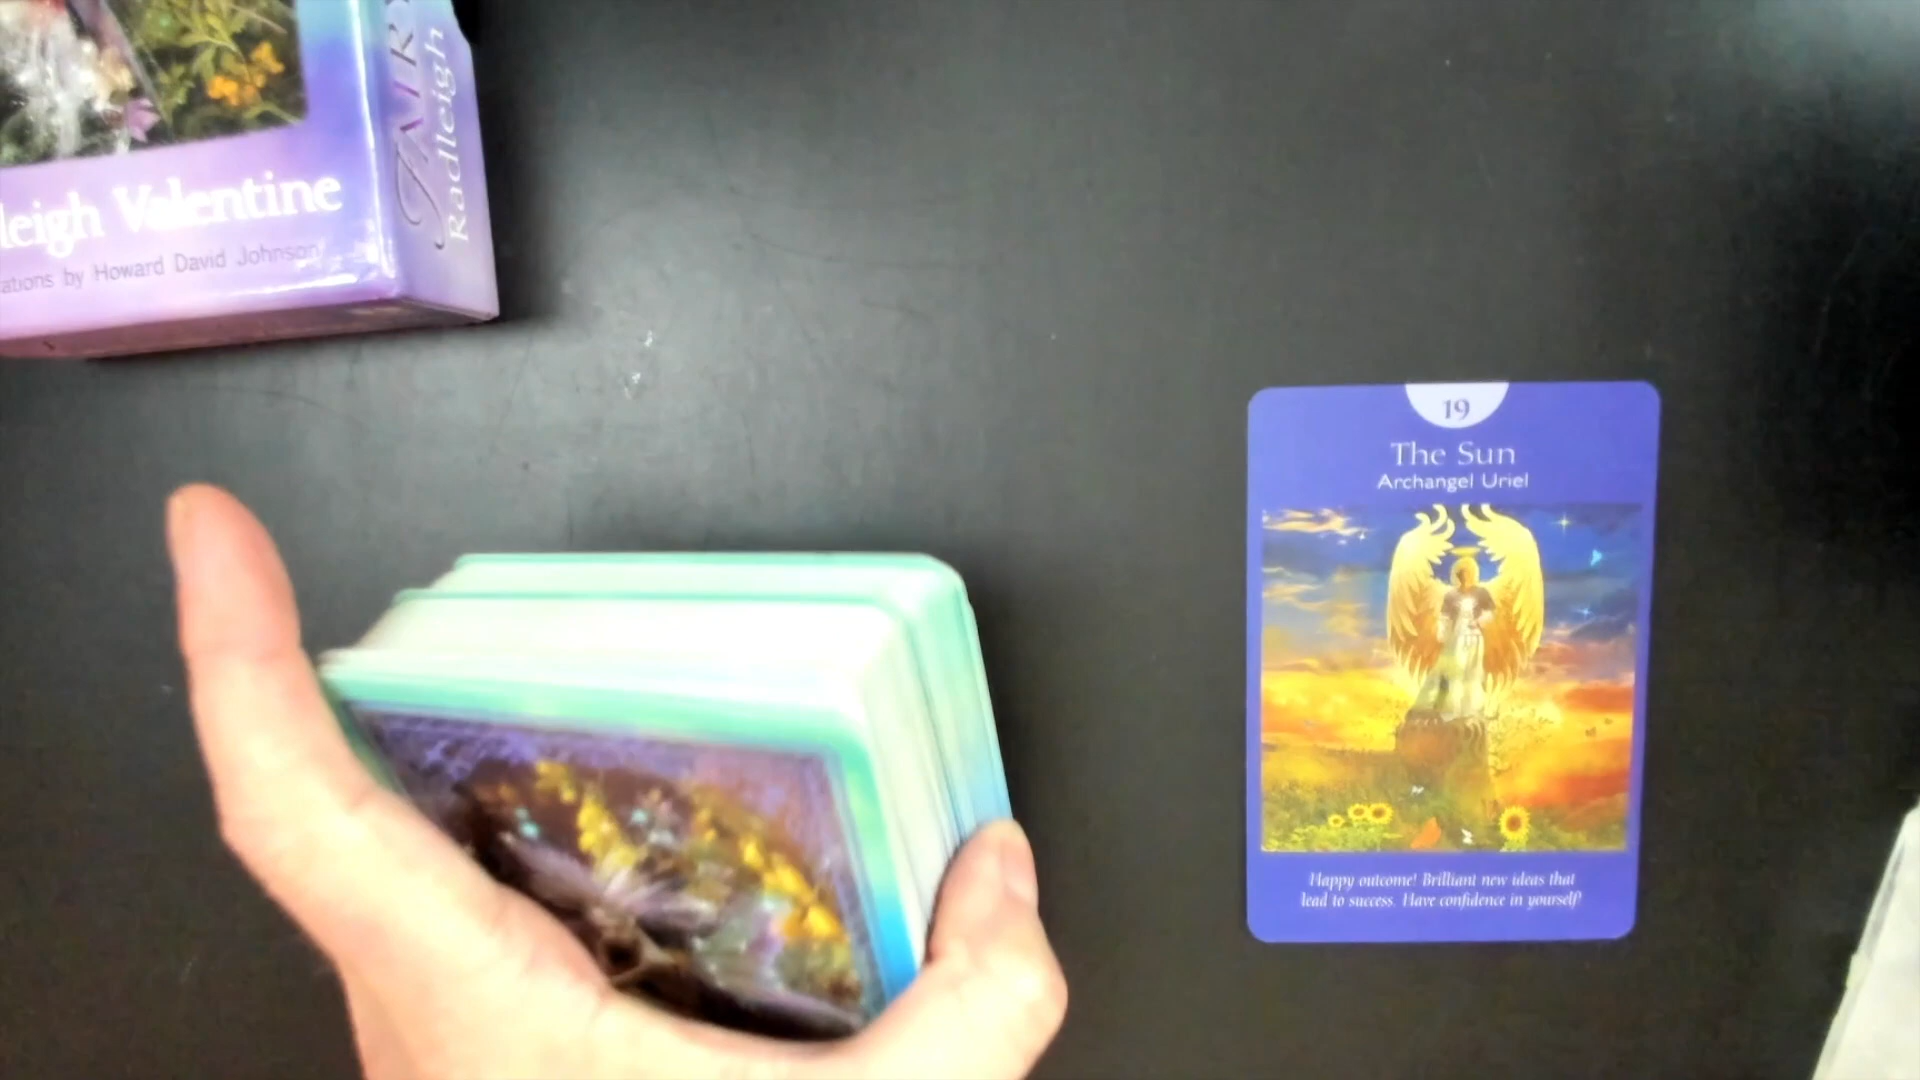 leigh Valentine
ations by Howard David Johnson
FAIRY
Radleigh
19
The Sun
Archangel Uriel
Happy outcome! Brilliant new ideas that
lead to success. Have confidence in yourself!